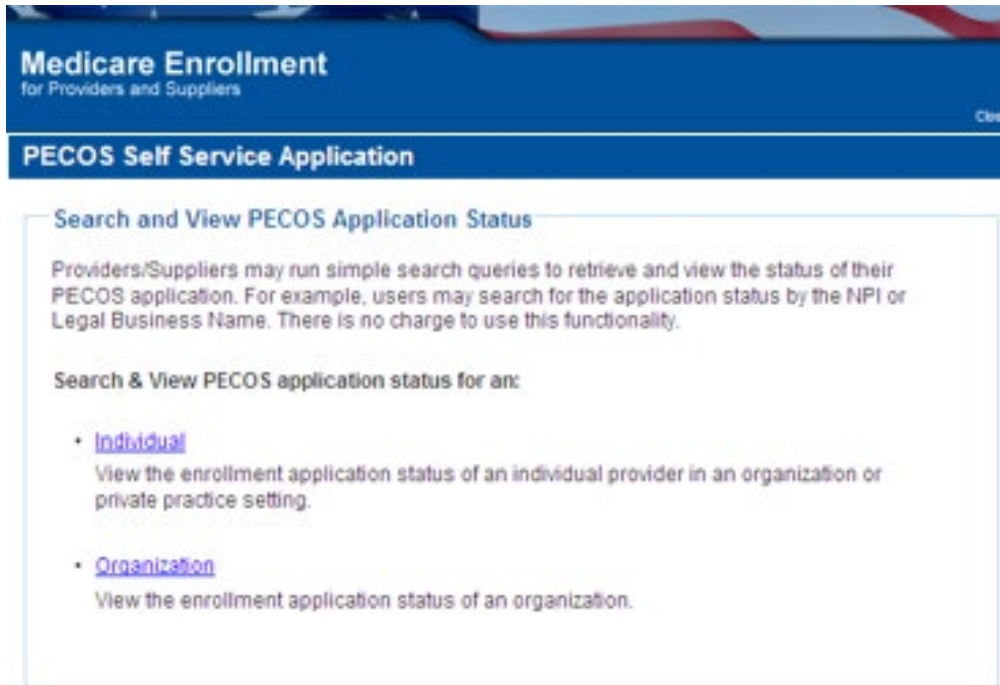 Medicare Enrollment
for Providers and Suppliers
PECOS Self Service Application
Search and View PECOS Application Status
Providers/Suppliers may run simple search queries to retrieve and view the status of their
PECOS application. For example, users may search for the application status by the NPI or
Legal Business Name. There is no charge to use this functionality.
Search & View PECOS application status for an:
• Individual
View the enrollment application status of an individual provider in an organization or
private practice setting.
• Organization
View the enrollment application status of an organization.